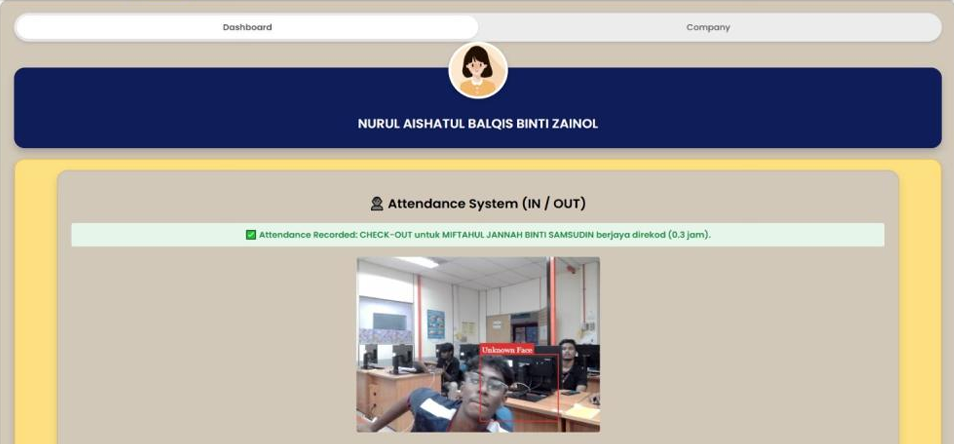 Dashboard
Company
NURUL AISHATUL BALQIS BINTI ZAINOL
Attendance System (IN / OUT)
Attendance Recorded: CHECK-OUT untuk MIFTAHUL JANNAH BINTI SAMSUDIN berjaya direkod (0.3 jam).
Unknown Face